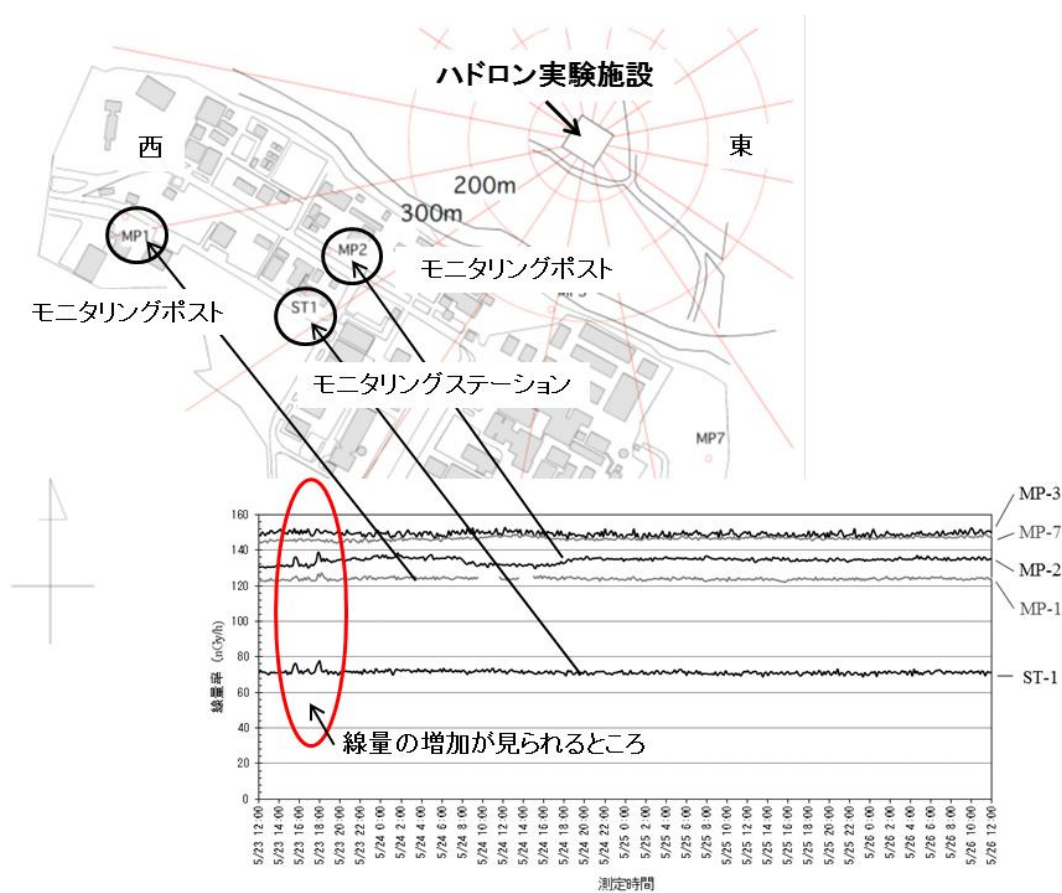 ハドロン実験施設
西
東
200m
300m
MP1
MP2
モニタリングポスト
ST1
モニタリングポスト
モニタリングステーション
MP7
線量率 (nGy/h)
160
140
120
100
80
60
40
20
0
MP-3
MP-7
MP-2
MP-1
ST-1
線量の増加が見られるところ
5/23 12:00
5/23 14:00
5/23 16:00
5/23 18:00
5/23 20:00
5/23 22:00
5/24 0:00
5/24 2:00
5/24 4:00
5/24 6:00
5/24 8:00
5/24 10:00
5/24 12:00
5/24 14:00
5/24 16:00
5/24 18:00
5/24 20:00
5/24 22:00
5/25 0:00
5/25 2:00
5/25 4:00
5/25 6:00
5/25 8:00
5/25 10:00
5/25 12:00
5/25 14:00
5/25 16:00
5/25 18:00
5/25 20:00
5/25 22:00
5/26 0:00
5/26 2:00
5/26 4:00
5/26 6:00
5/26 8:00
5/26 10:00
5/26 12:00
測定時間